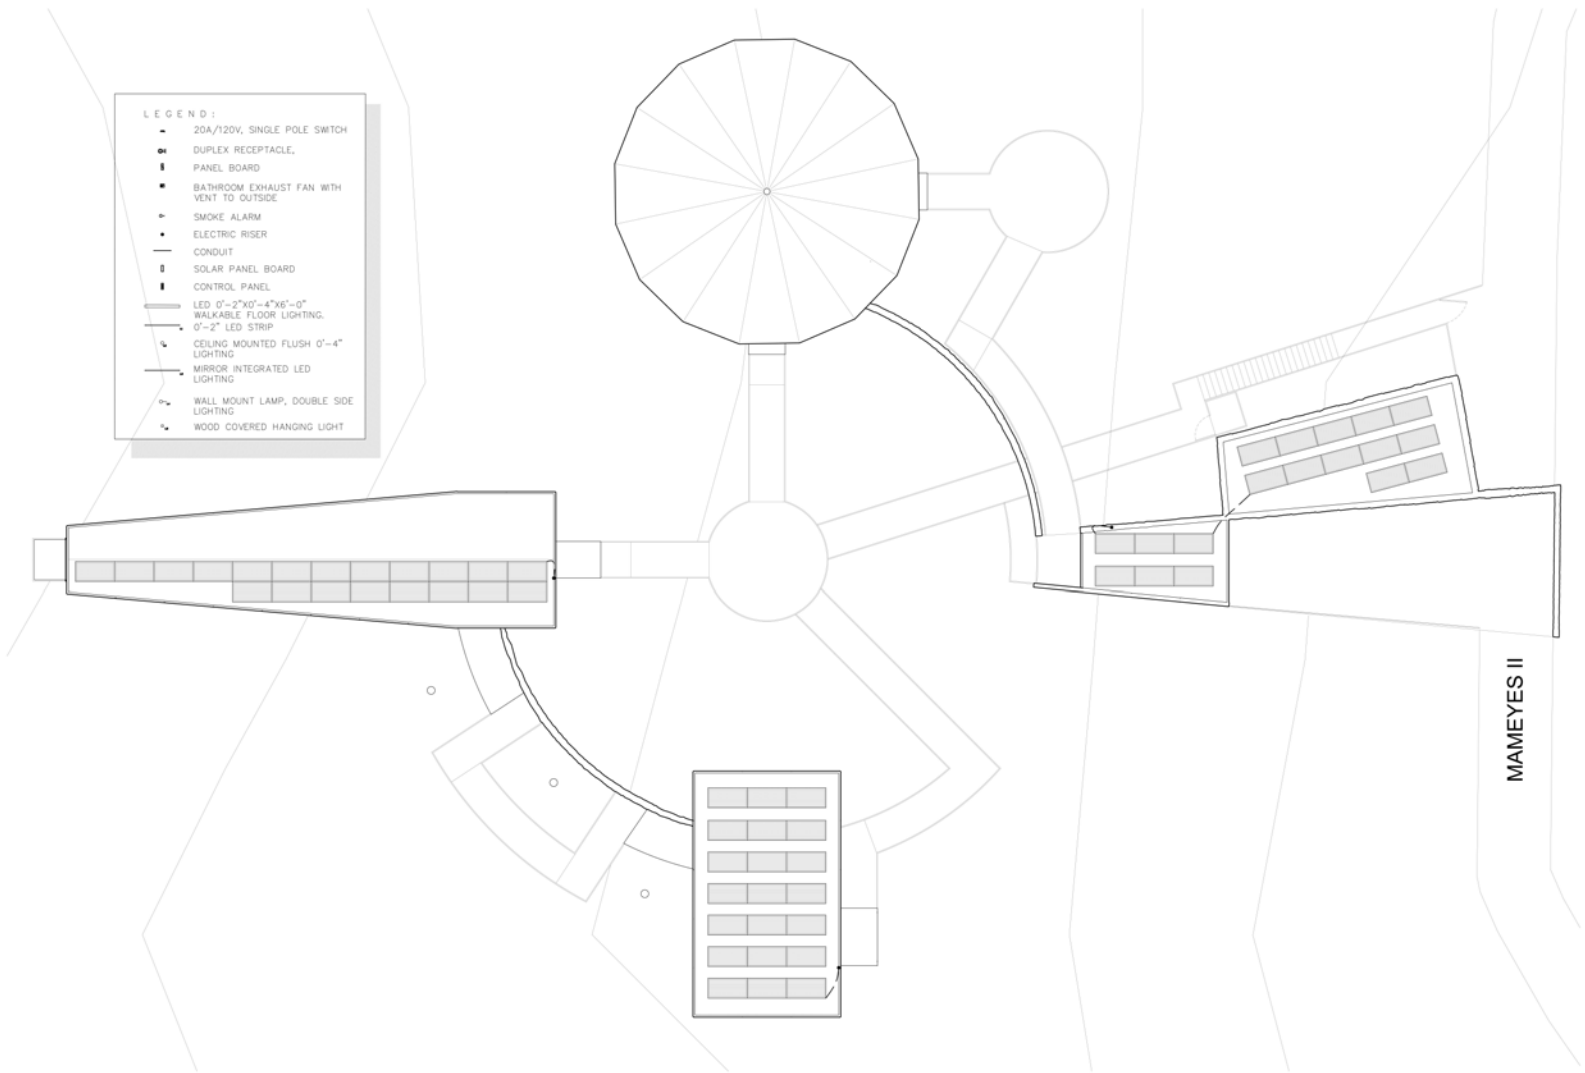 LEGEND:
20A/120V, SINGLE POLE SWITCH
DUPLEX RECEPTACLE,
PANEL BOARD
BATHROOM EXHAUST FAN WITH
VENT TO OUTSIDE
SMOKE ALARM
ELECTRIC RISER
CONDUIT
SOLAR PANEL BOARD
CONTROL PANEL
LED 0'-2"X0'-4"X6'-0"
WALKABLE FLOOR LIGHTING.
0'-2" LED STRIP
CEILING MOUNTED FLUSH 0'-4"
LIGHTING
MIRROR INTEGRATED LED
LIGHTING
WALL MOUNT LAMP, DOUBLE SIDE
LIGHTING
WOOD COVERED HANGING LIGHT
MAMEYES II